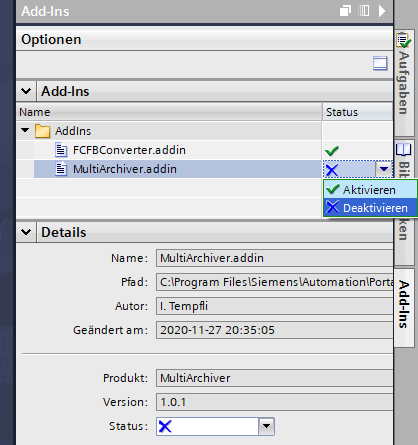 Add-Ins
Optionen
Add-Ins
Name Status
AddIns
FCFBConverter.addin
MultiArchiver.addin
Aktivieren
Deaktivieren
Details
Name: MultiArchiver.addin
Pfad: C:\Program Files\Siemens\Automation\Porta
Autor: I. Tempfli
Geändert am: 2020-11-27 20:35:05
Produkt: MultiArchiver
Version: 1.0.1
Status:
Aufgaben
Bib
ken
Add-Ins